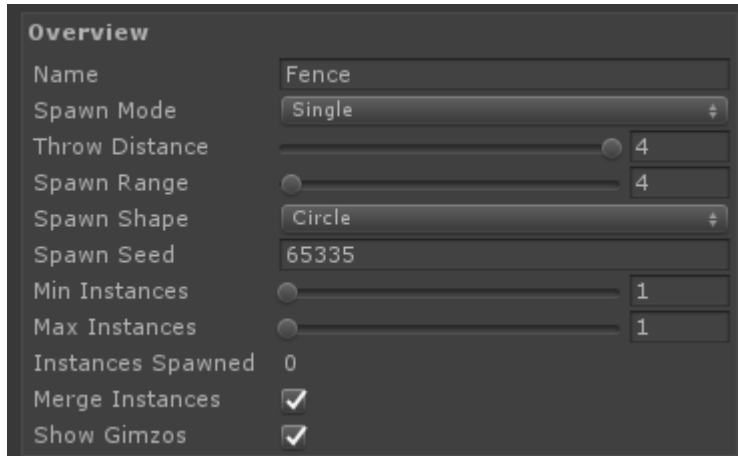 Overview
Name Fence
Spawn Mode Single
Throw Distance 4
Spawn Range 4
Spawn Shape Circle
Spawn Seed 65335
Min Instances 1
Max Instances 1
Instances Spawned 0
Merge Instances
Show Gimzos